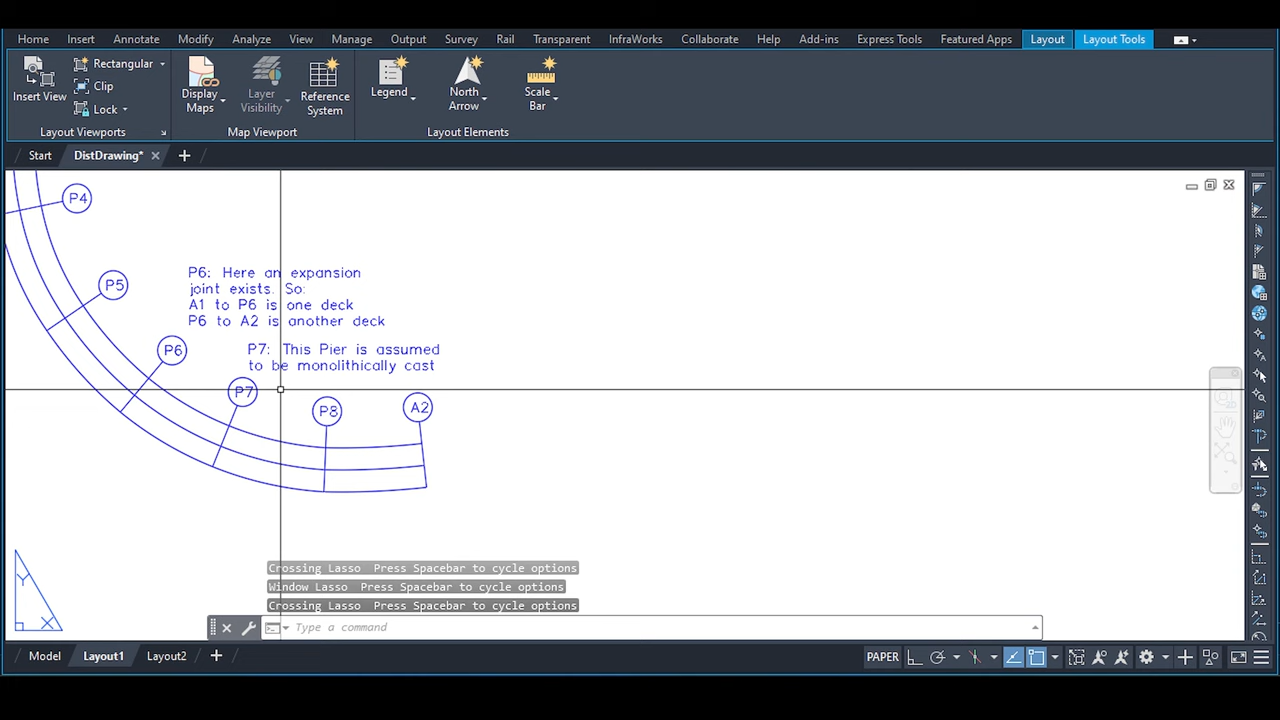 Home Insert Annotate Modify Analyze View Manage Output Survey Rail Transparent InfraWorks Collaborate Help Add-ins Express Tools Featured Apps Layout Layout Tools
Insert View
Rectangular
Clip
Lock
Layout Viewports
Display Maps
Layer Visibility
Reference System
Map Viewport
Legend
North Arrow
Scale Bar
Layout Elements
Start DistDrawing*
P4
P5
P6: Here an expansion
joint exists. So:
A1 to P6 is one deck
P6 to A2 is another deck
P6
P7: This Pier is assumed
to be monolithically cast
P7
P8
A2
Y
X
Crossing Lasso Press Spacebar to cycle options
Window Lasso Press Spacebar to cycle options
Crossing Lasso Press Spacebar to cycle options
Type a command
Model Layout1 Layout2
PAPER